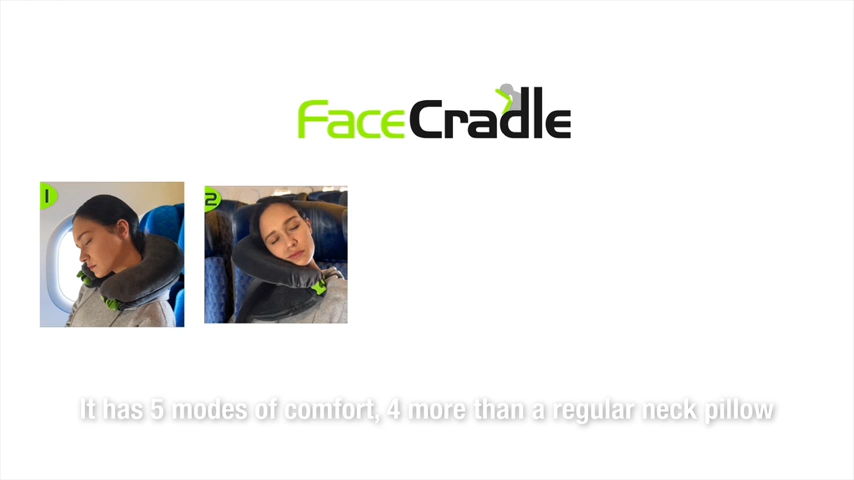 FaceCradle
1
2
It has 5 modes of comfort, 4 more than a regular neck pillow